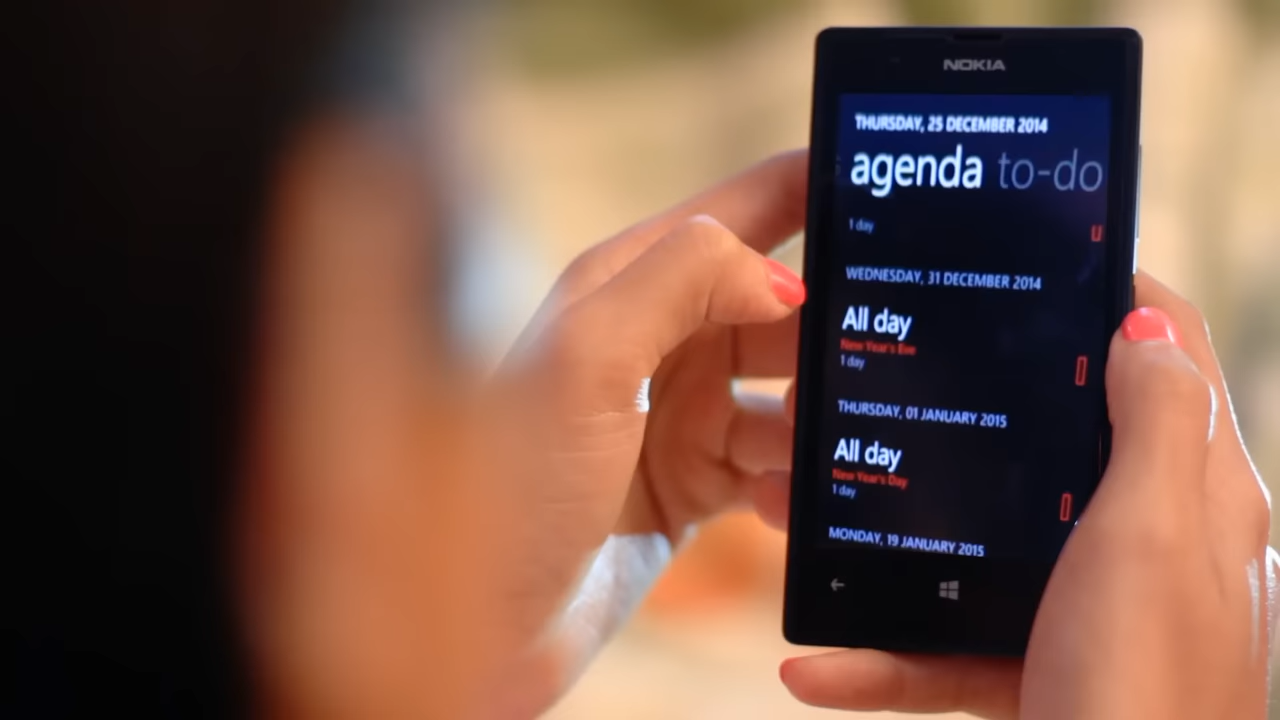 NOKIA
THURSDAY, 25 DECEMBER 2014
agenda to-do
1 day
WEDNESDAY, 31 DECEMBER 2014
All day
New Year's Eve
1 day
THURSDAY, 01 JANUARY 2015
All day
New Year's Day
1 day
MONDAY, 19 JANUARY 2015